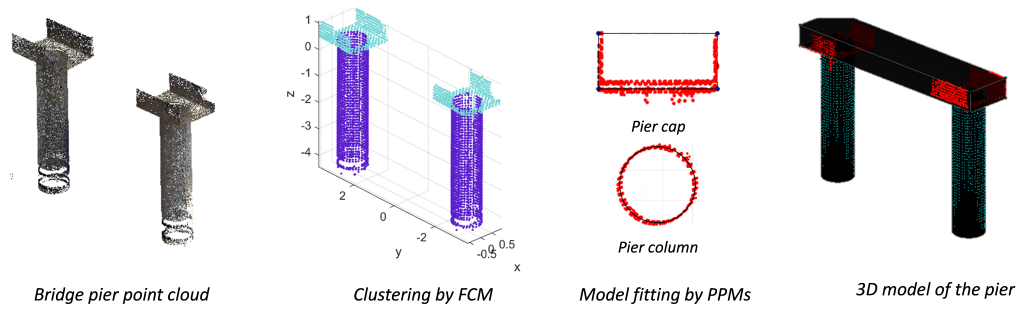 1
0
-1
-2
-3
-4
z
2
0
-2
y
-0.5
0
0.5
x
Pier cap
Pier column
Bridge pier point cloud
Clustering by FCM
Model fitting by PPMs
3D model of the pier